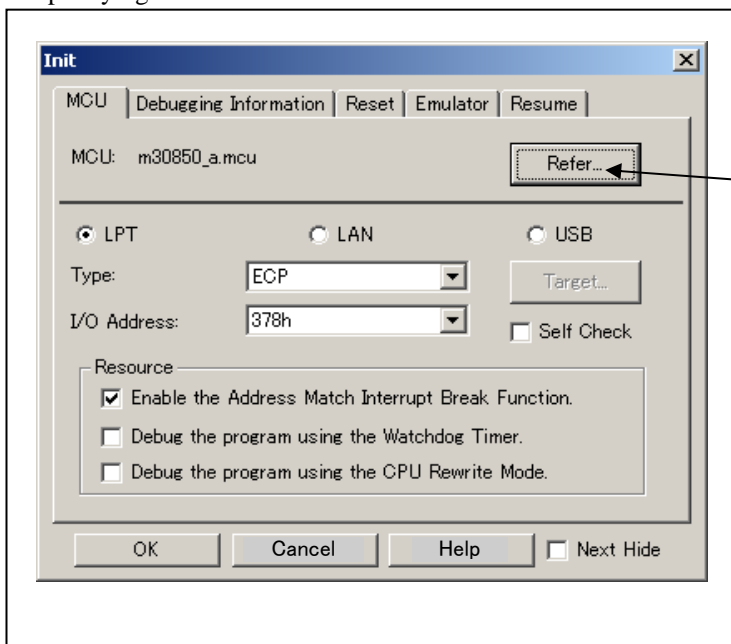 Init
MCU Debugging Information Reset Emulator Resume
MCU: m30850_a.mcu Refer...
LPT LAN USB
Type: ECP Target...
I/O Address: 378h Self Check
Resource
Enable the Address Match Interrupt Break Function.
Debug the program using the Watchdog Timer.
Debug the program using the CPU Rewrite Mode.
OK Cancel Help Next Hide